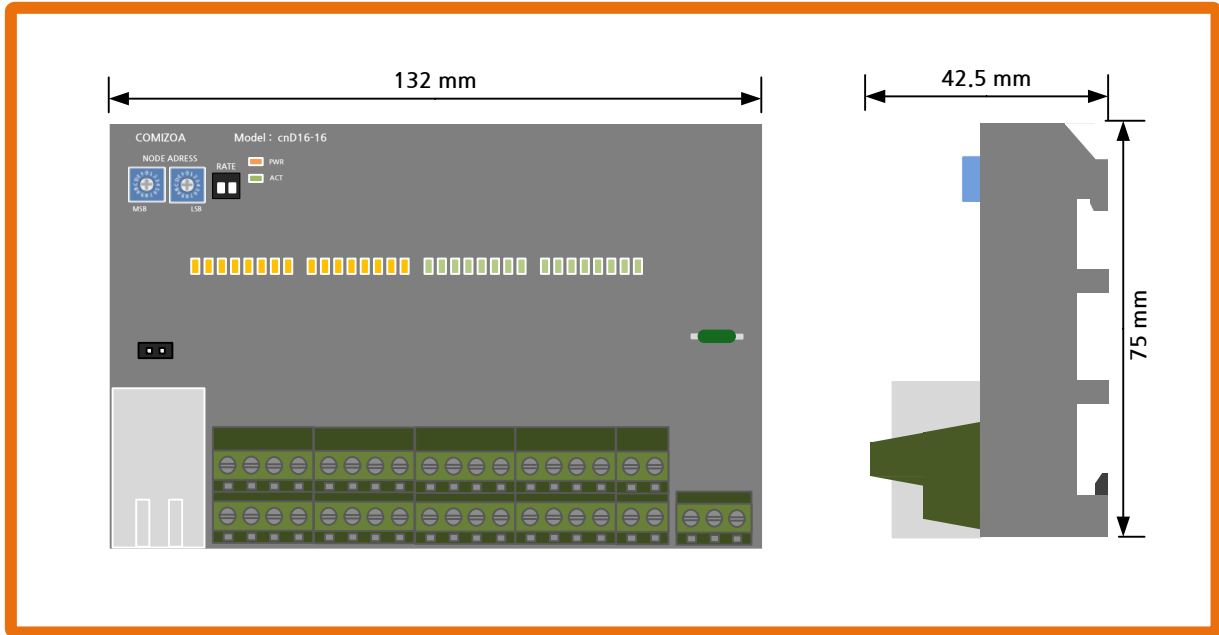 132 mm
42.5 mm
COMIZOA Model : cnD16-16
NODE ADRESS
RATE
PWR
ACT
MSB
LSB
75 mm